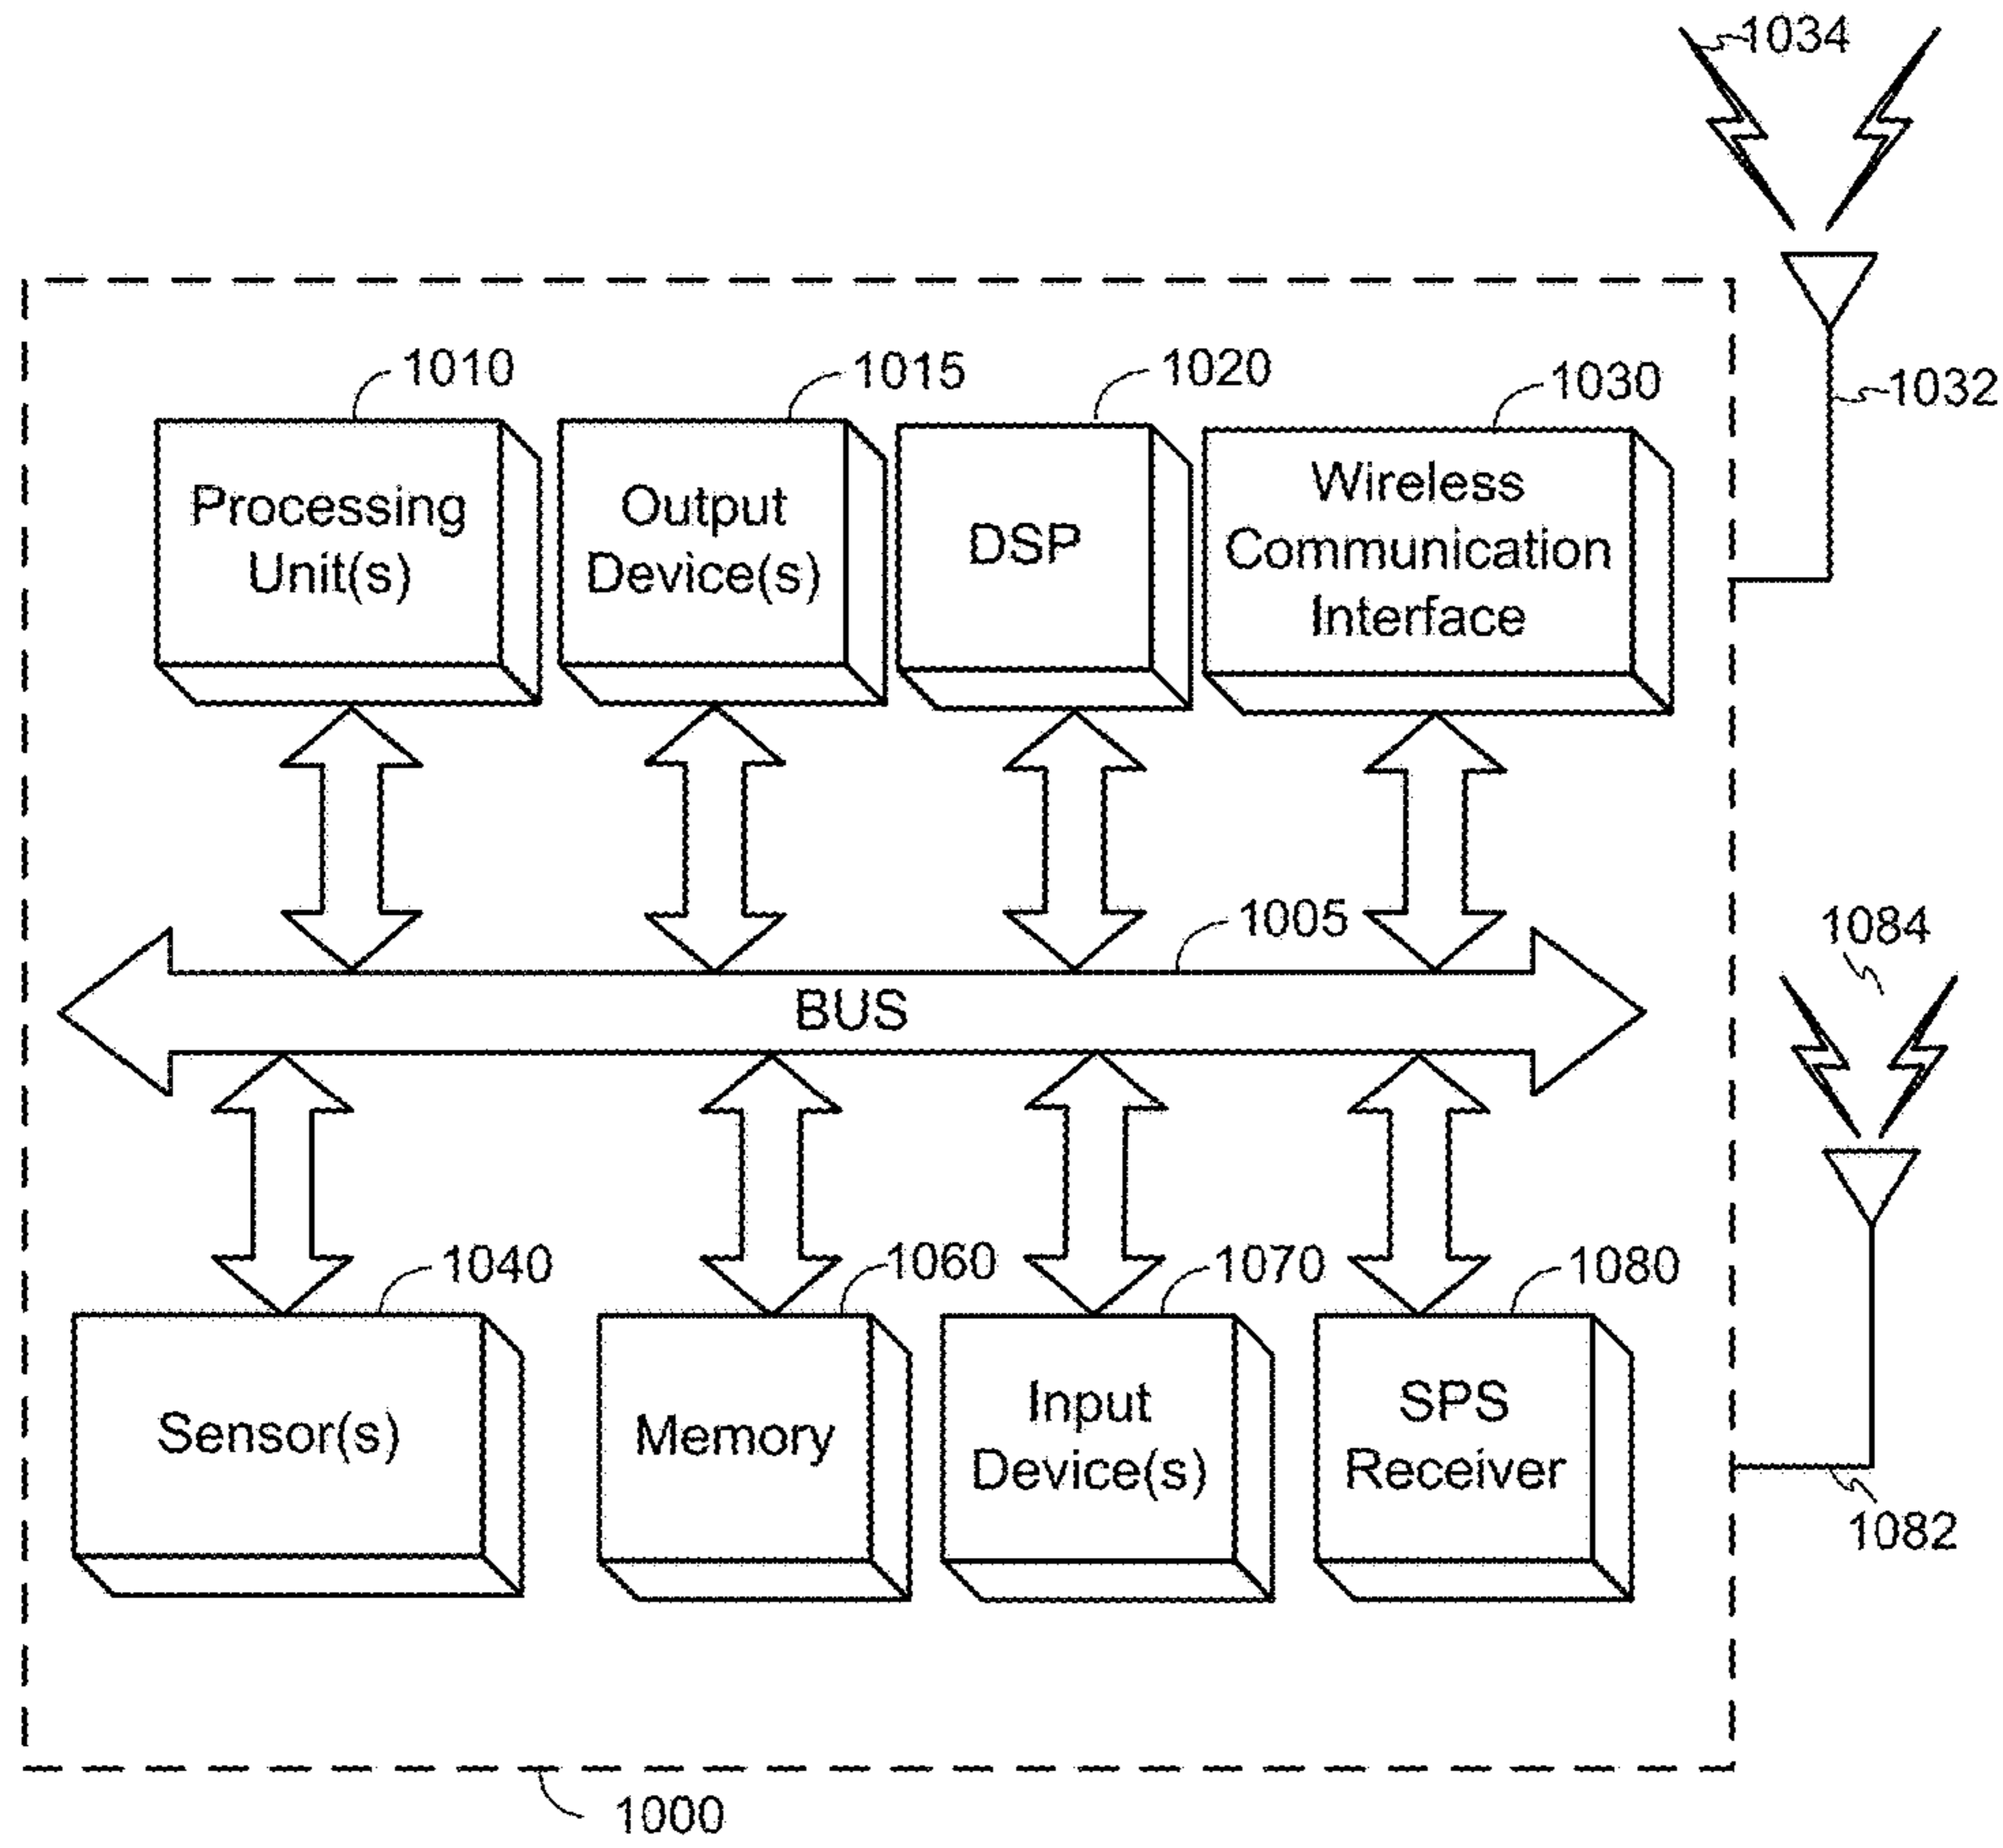 1034
1032
1010
1015
1020
1030
Processing
Unit(s)
Output
Device(s)
DSP
Wireless
Communication
Interface
1005
BUS
1084
1040
1060
1070
1080
Sensor(s)
Memory
Input
Device(s)
SPS
Receiver
1082
1000